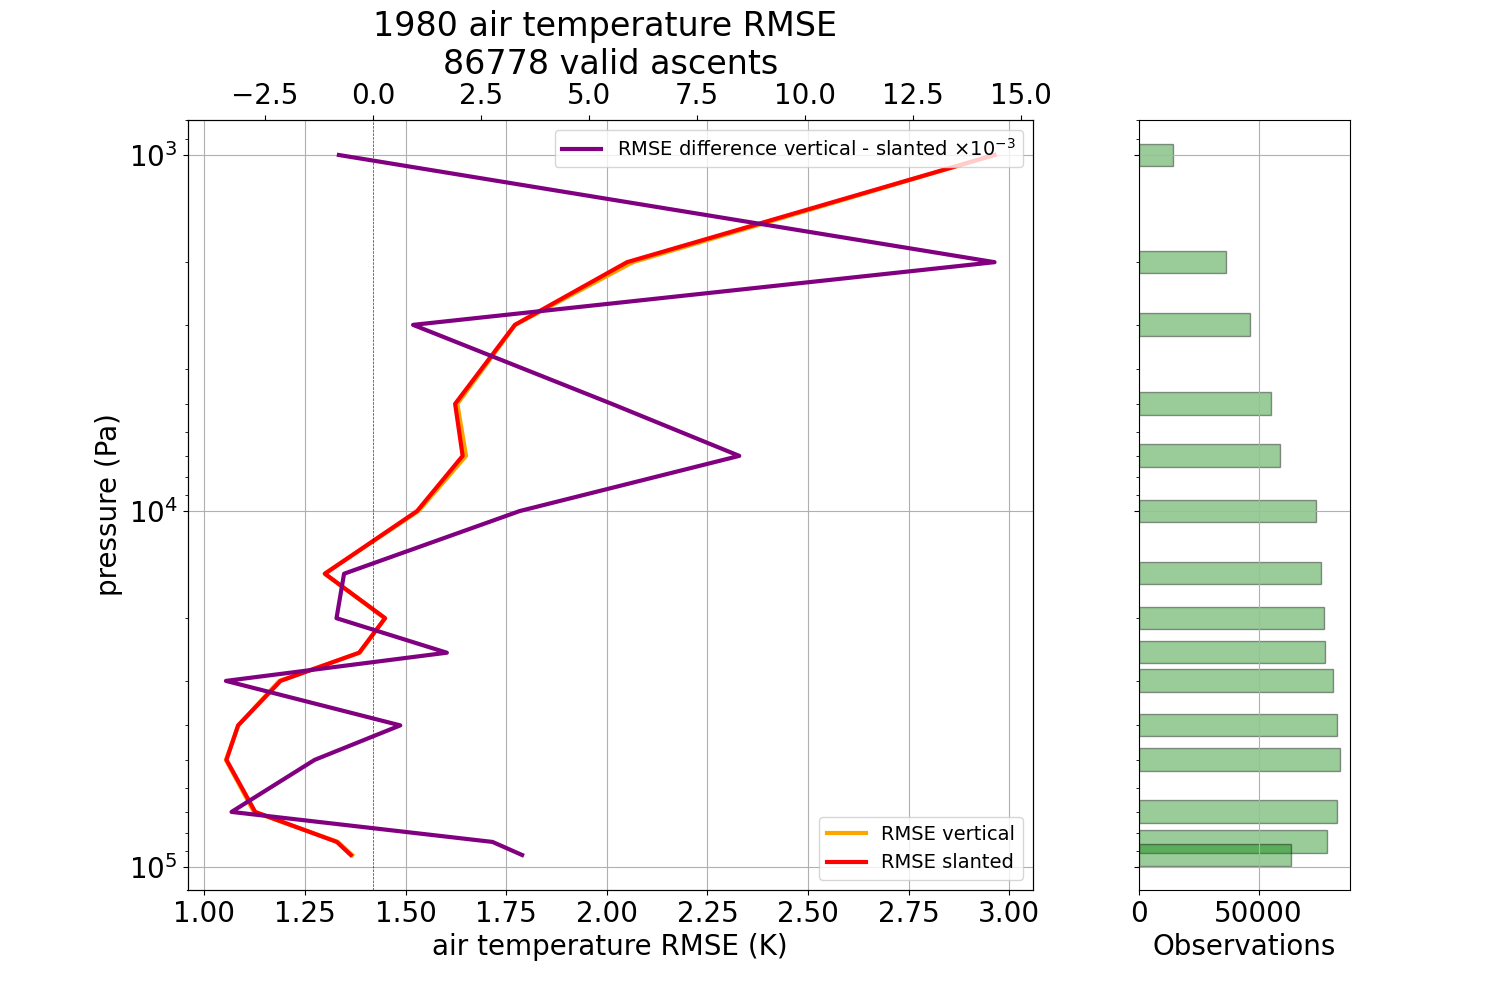 1980 air temperature RMSE
86778 valid ascents
−2.5 0.0 2.5 5.0 7.5 10.0 12.5 15.0
RMSE difference vertical - slanted ×10⁻³
10³
10⁴
10⁵
pressure (Pa)
RMSE vertical
RMSE slanted
1.00 1.25 1.50 1.75 2.00 2.25 2.50 2.75 3.00
air temperature RMSE (K)
0 50000
Observations